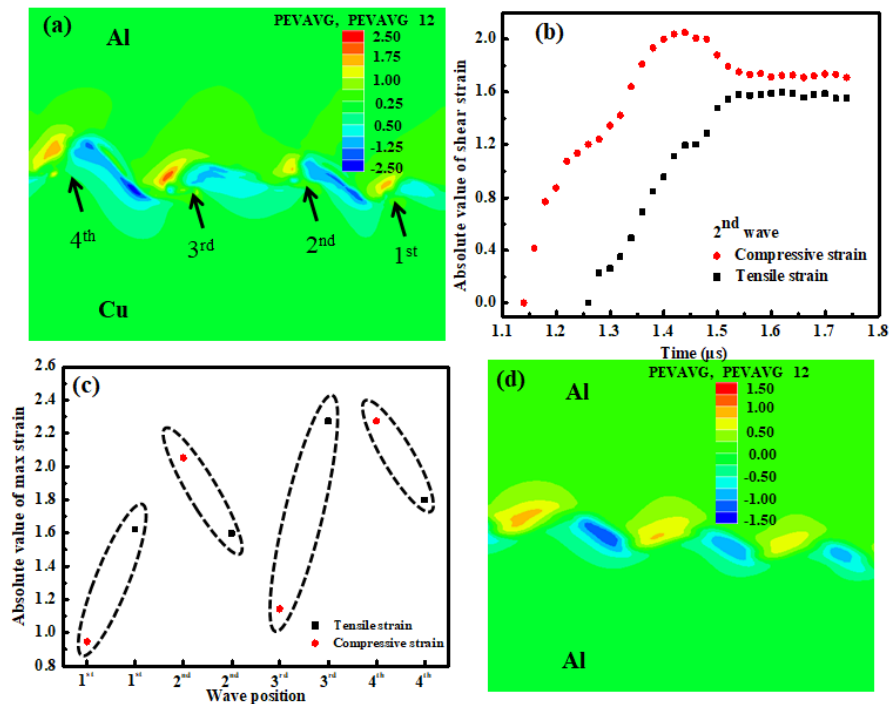 (a)
Al
PEVAVG, PEVAVG 12
2.50
1.75
1.00
0.25
0.50
-1.25
-2.50
4th
3rd
2nd
1st
Cu
(b)
Absolute value of shear strain
2.0
1.6
1.2
0.8
0.4
0.0
2nd wave
Compressive strain
Tensile strain
1.1 1.2 1.3 1.4 1.5 1.6 1.7 1.8
Time (μs)
(c)
Absolute value of max strain
2.6
2.4
2.2
2.0
1.8
1.6
1.4
1.2
1.0
0.8
Tensile strain
Compressive strain
1st 1st 2nd 2nd 3rd 3rd 4th 4th
Wave position
(d)
PEVAVG, PEVAVG 12
Al
1.50
1.00
0.50
0.00
-0.50
-1.00
-1.50
Al